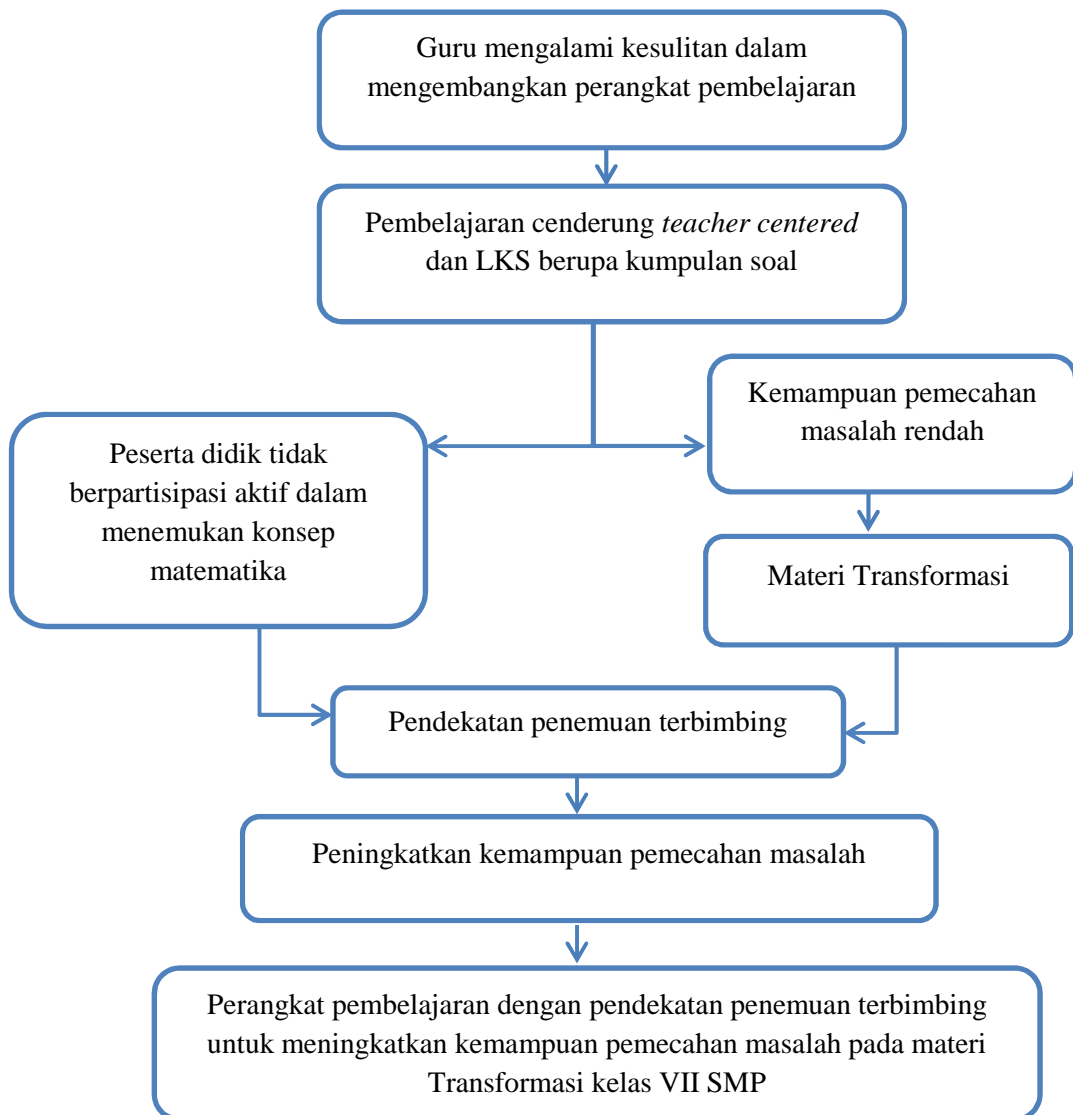 Guru mengalami kesulitan dalam
mengembangkan perangkat pembelajaran
Pembelajaran cenderung teacher centered
dan LKS berupa kumpulan soal
Kemampuan pemecahan
masalah rendah
Peserta didik tidak
berpartisipasi aktif dalam
menemukan konsep
matematika
Materi Transformasi
Pendekatan penemuan terbimbing
Peningkatkan kemampuan pemecahan masalah
Perangkat pembelajaran dengan pendekatan penemuan terbimbing
untuk meningkatkan kemampuan pemecahan masalah pada materi
Transformasi kelas VII SMP